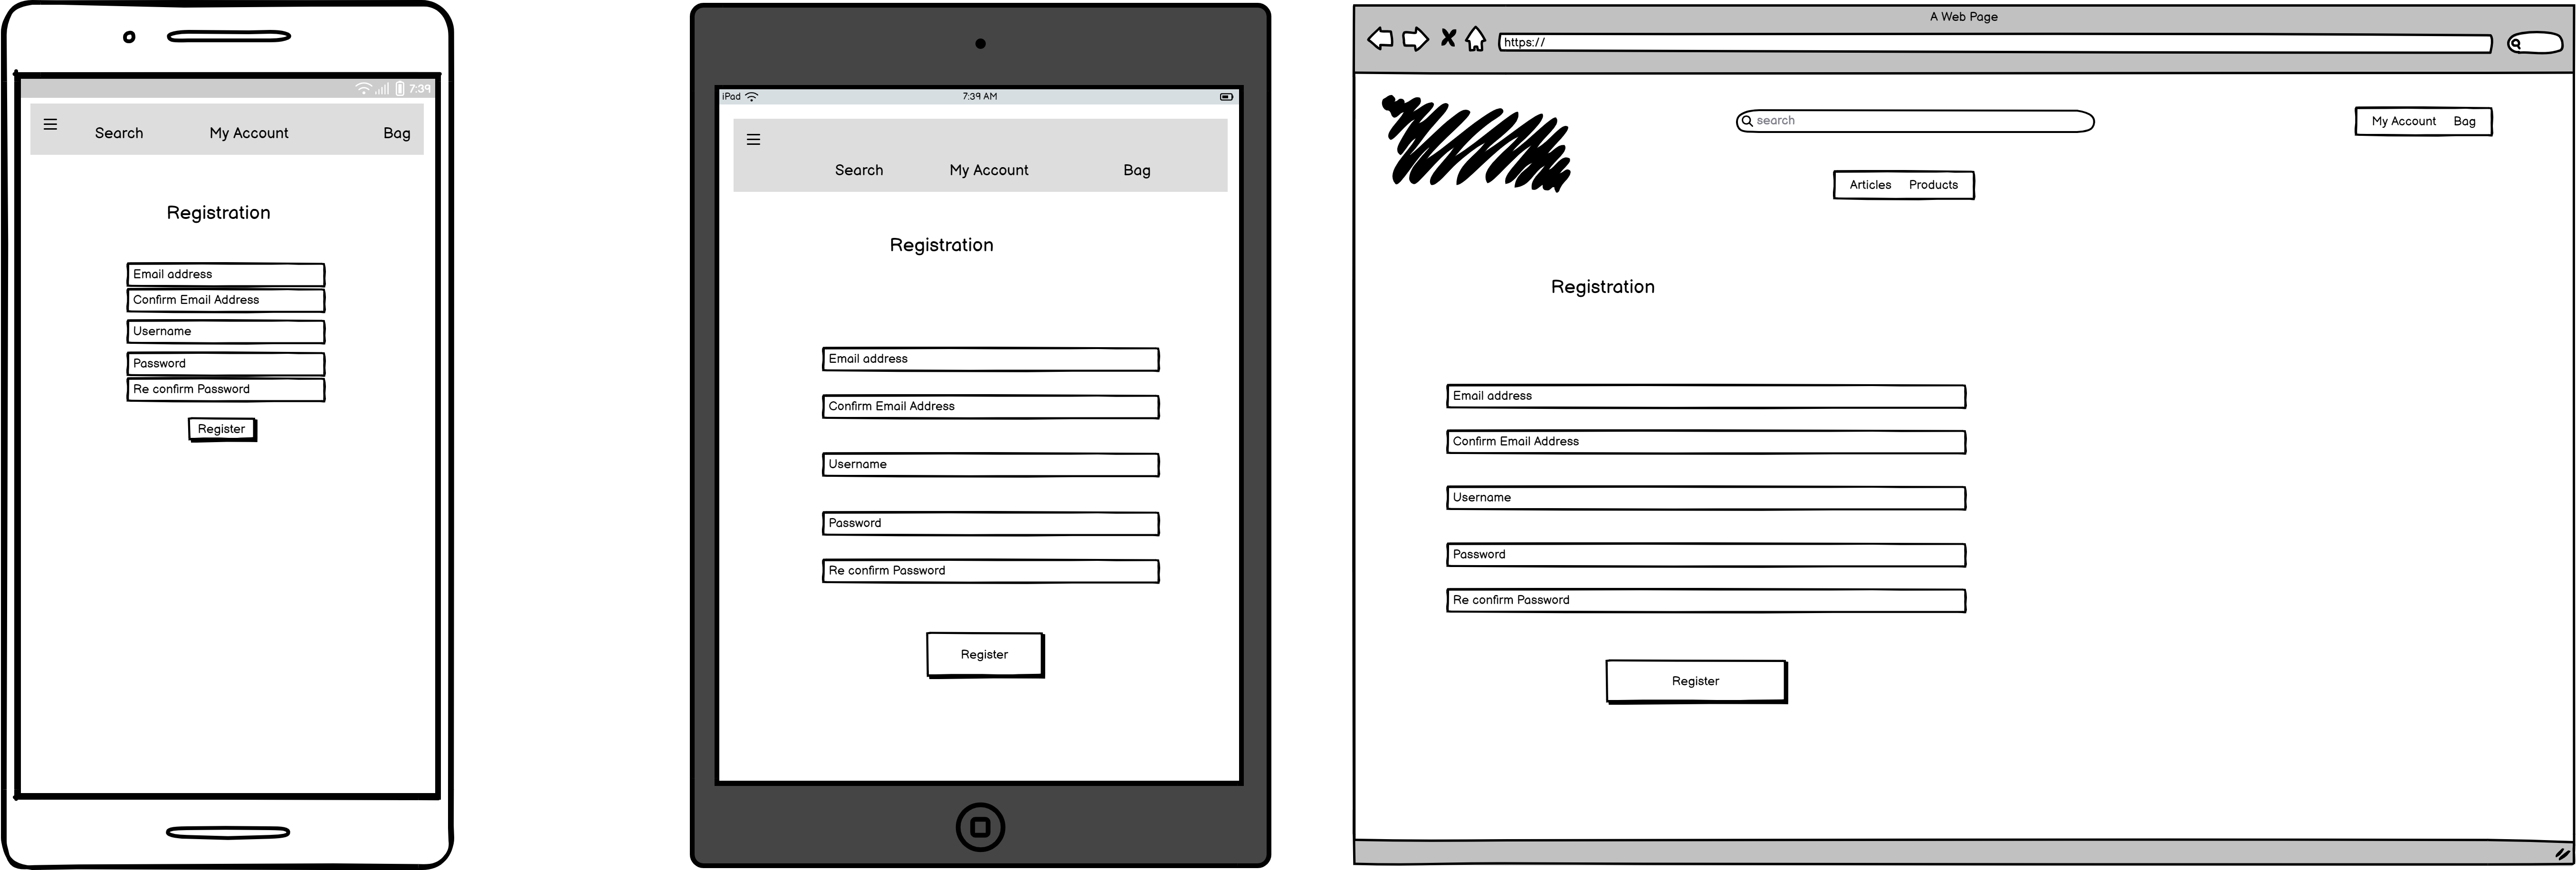 7:39
Search My Account Bag
Registration
Email address
Confirm Email Address
Username
Password
Re confirm Password
Register
iPad 7:39 AM
Search My Account Bag
Registration
Email address
Confirm Email Address
Username
Password
Re confirm Password
Register
A Web Page
https://
search
My Account Bag
Articles Products
Registration
Email address
Confirm Email Address
Username
Password
Re confirm Password
Register